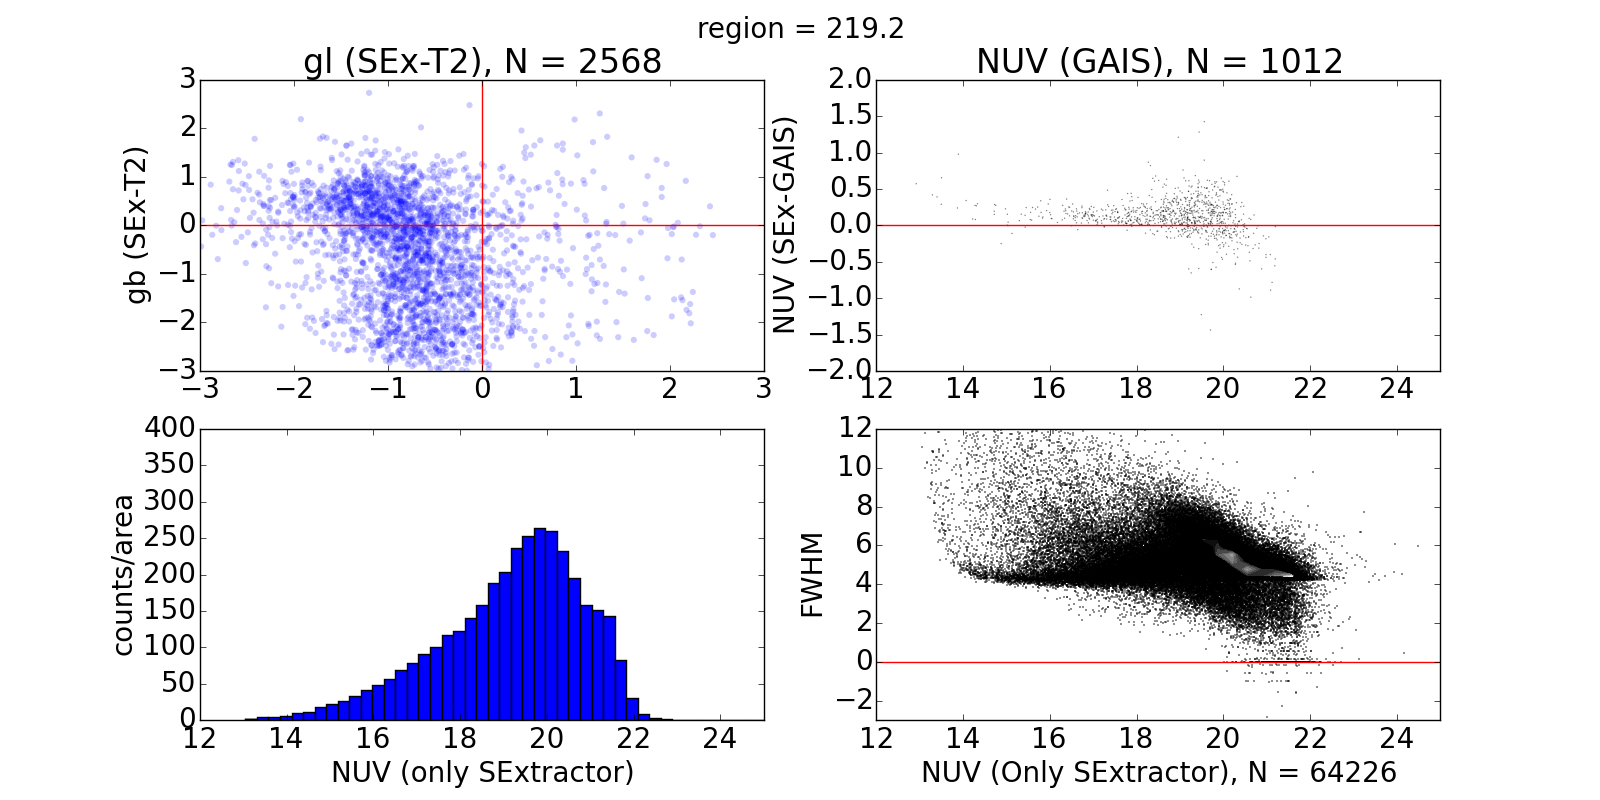 region = 219.2
gl (SEx-T2), N = 2568
NUV (GAIS), N = 1012
3
2
1
0
−1
−2
−3
gb (SEx-T2)
−3 −2 −1 0 1 2 3
2.0
1.5
1.0
0.5
0.0
−0.5
−1.0
−1.5
−2.0
NUV (SEx-GAIS)
12 14 16 18 20 22 24
400
350
300
250
200
150
100
50
0
counts/area
12 14 16 18 20 22 24
NUV (only SExtractor)
12
10
8
6
4
2
0
−2
FWHM
12 14 16 18 20 22 24
NUV (Only SExtractor), N = 64226